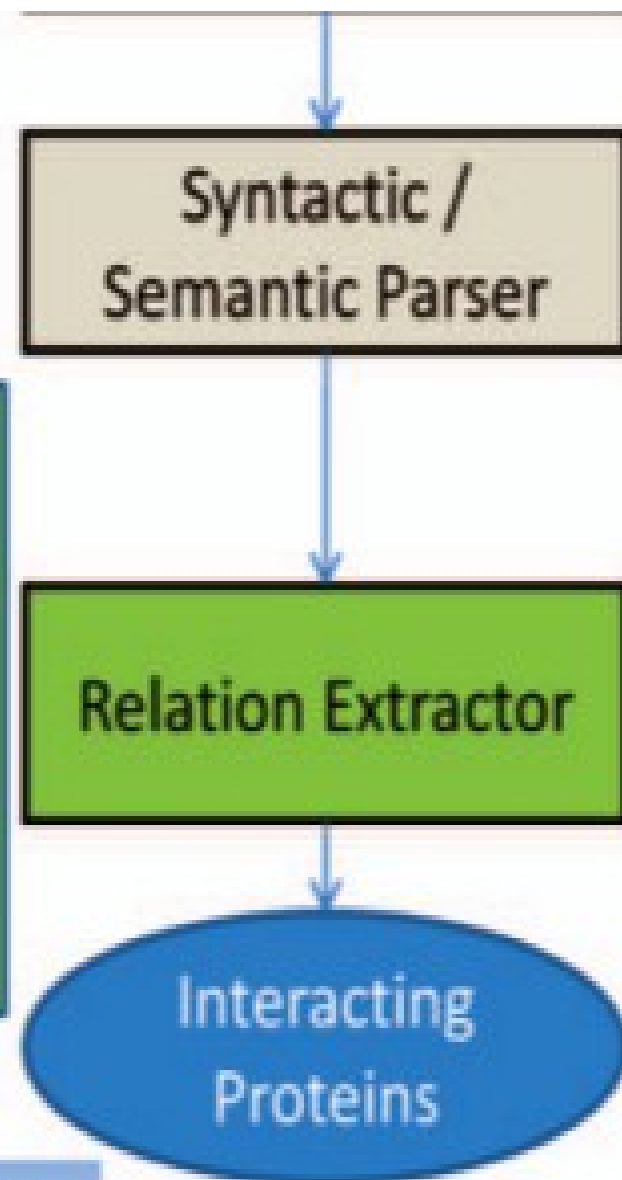 Syntactic /
Semantic Parser
Relation Extractor
Interacting
Proteins